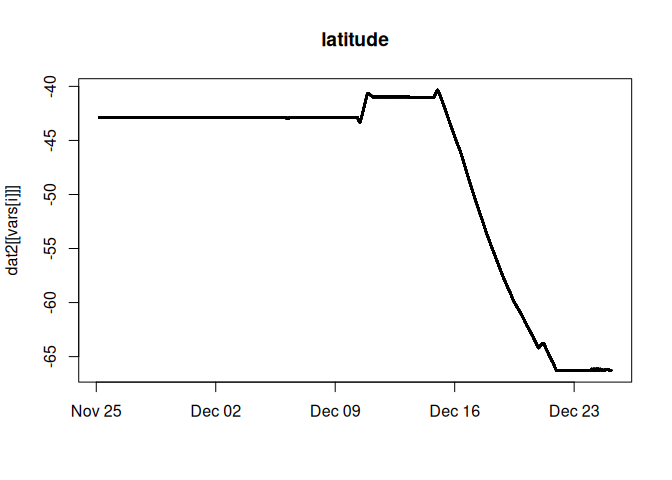 latitude
dat2[[vars[i]]]
-40
-45
-50
-55
-60
-65
Nov 25
Dec 02
Dec 09
Dec 16
Dec 23